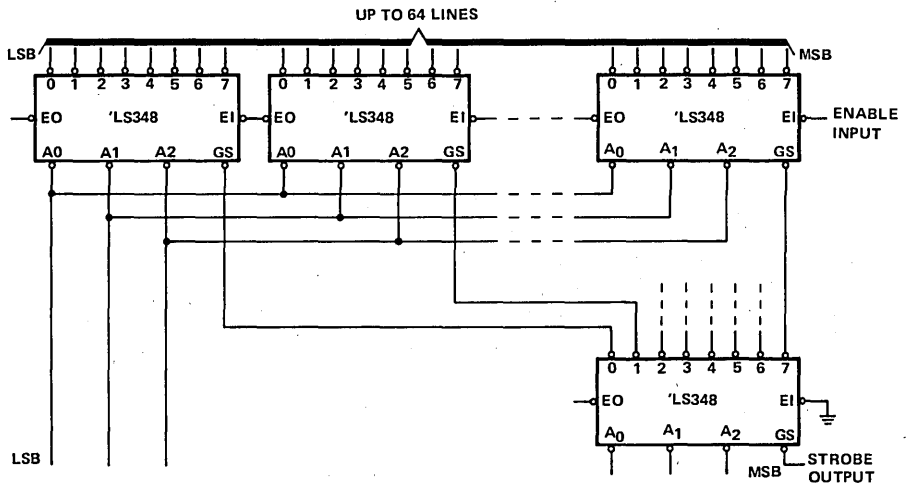 UP TO 64 LINES
LSB
MSB
0 1 2 3 4 5 6 7
0 1 2 3 4 5 6 7
0 1 2 3 4 5 6 7
EO 'LS348 EI
EO 'LS348 EI
EO 'LS348 EI
ENABLE
INPUT
A0 A1 A2 GS
A0 A1 A2 GS
A0 A1 A2 GS
0 1 2 3 4 5 6 7
EO 'LS348 EI
A0 A1 A2 GS
LSB
MSB
STROBE
OUTPUT